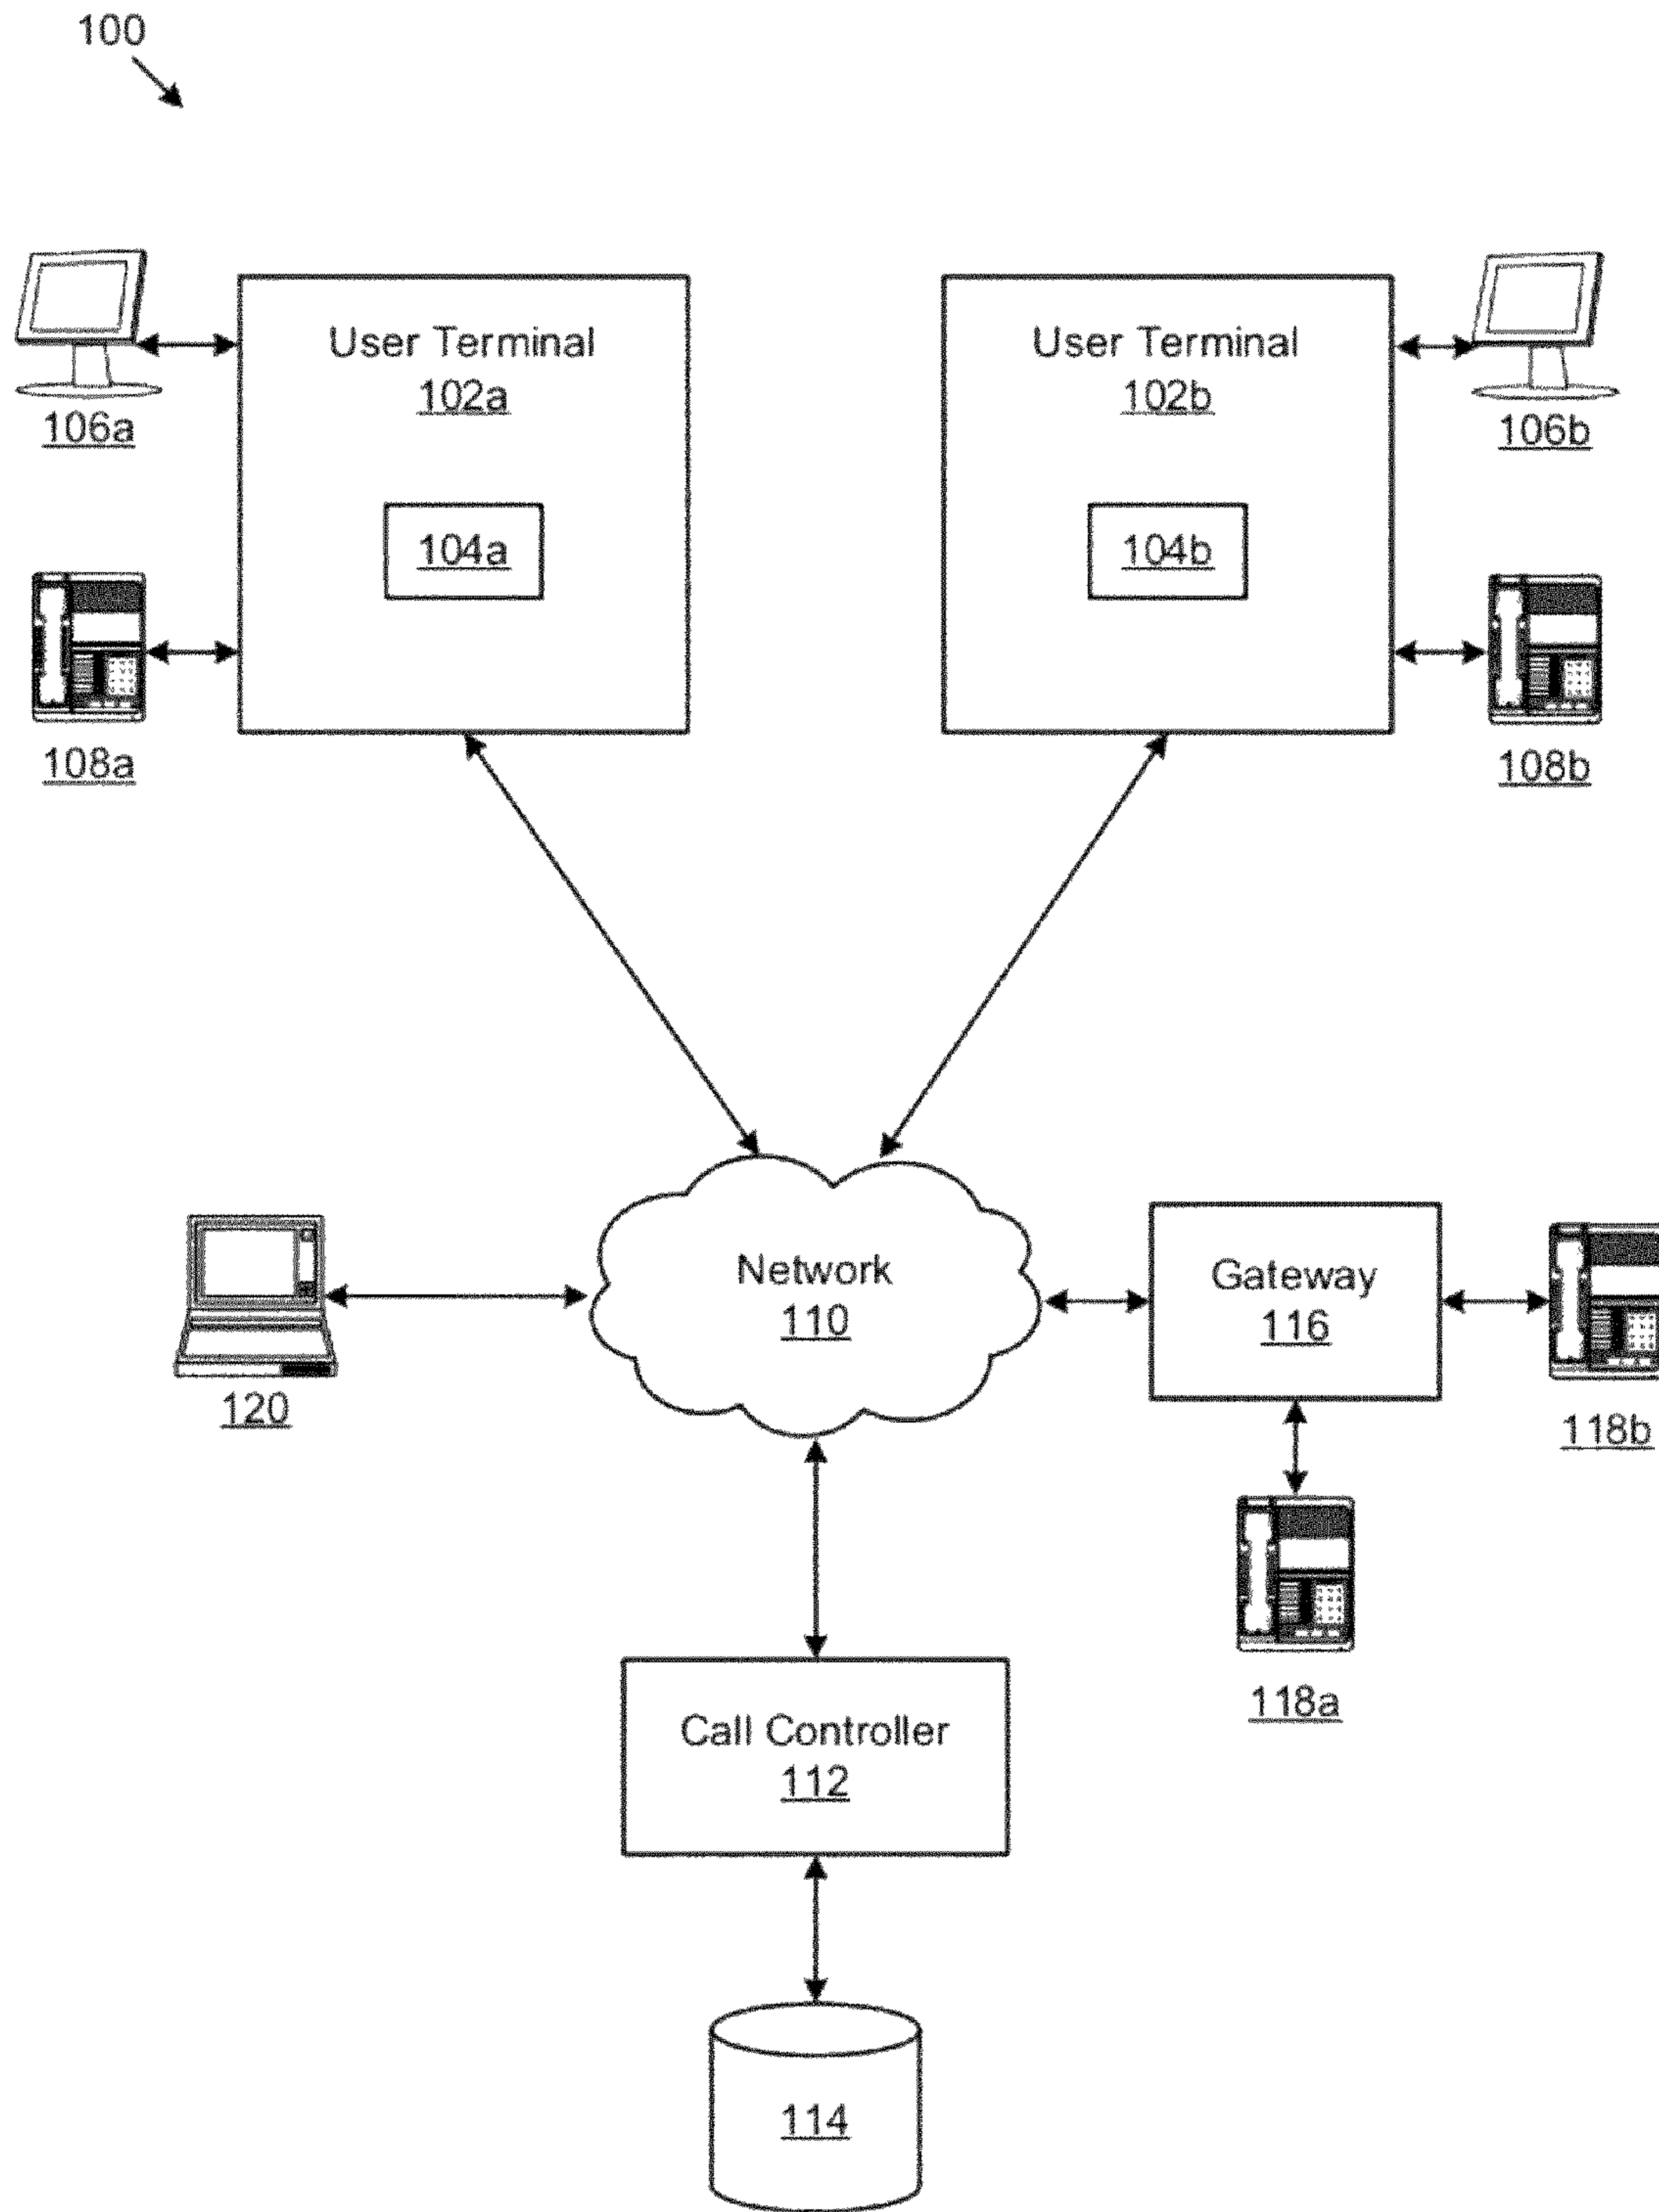 100
User Terminal
102a
User Terminal
102b
106a
106b
104a
104b
108a
108b
Network
110
Gateway
116
120
118b
118a
Call Controller
112
114